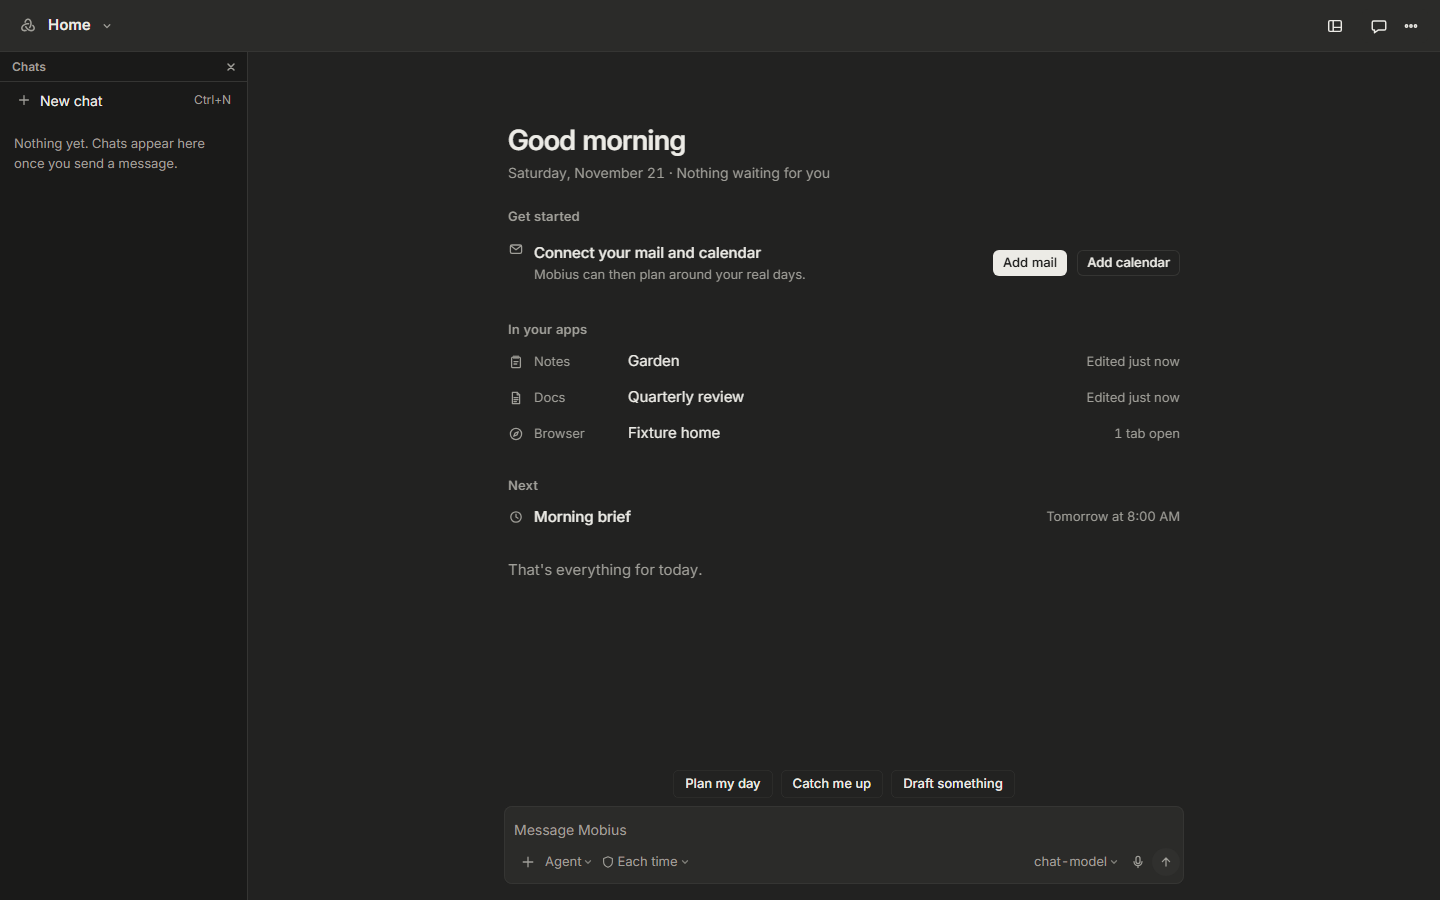 Home
Chats
New chat Ctrl+N
Nothing yet. Chats appear here
once you send a message.
Good morning
Saturday, November 21 · Nothing waiting for you
Get started
Connect your mail and calendar
Mobius can then plan around your real days.
Add mail Add calendar
In your apps
Notes Garden Edited just now
Docs Quarterly review Edited just now
Browser Fixture home 1 tab open
Next
Morning brief Tomorrow at 8:00 AM
That's everything for today.
Plan my day Catch me up Draft something
Message Mobius
Agent Each time chat-model